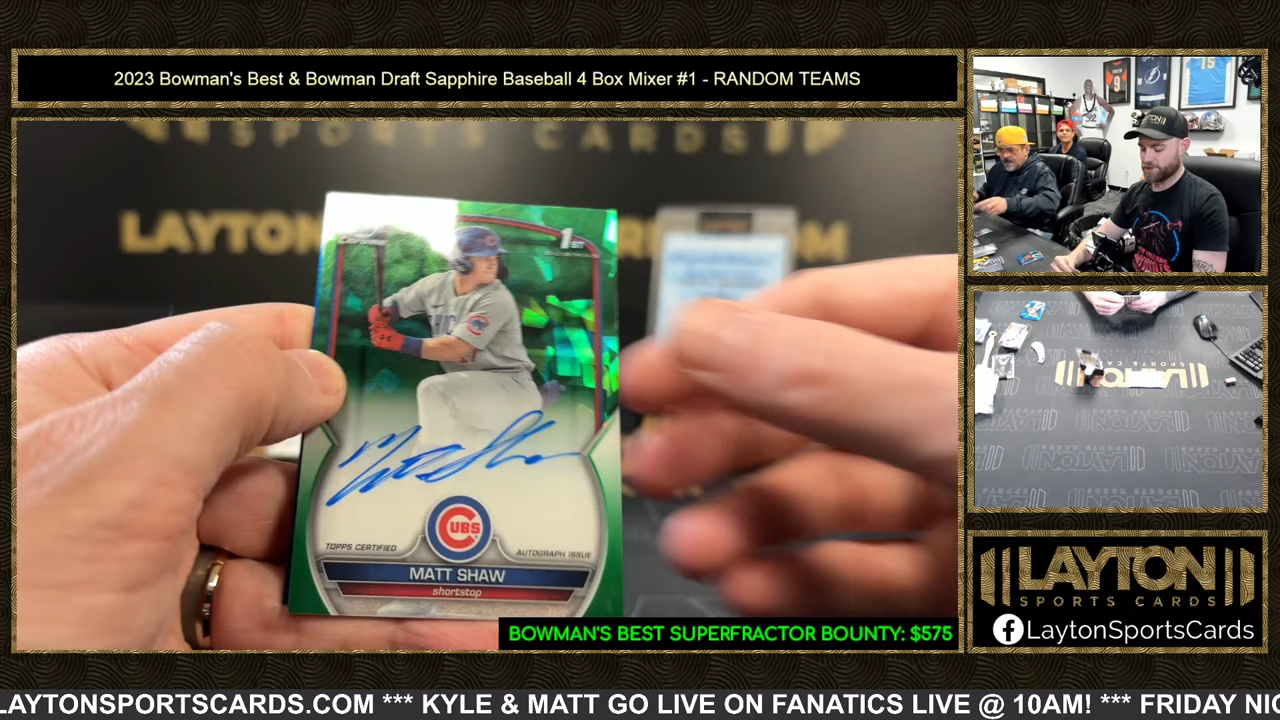 2023 Bowman's Best & Bowman Draft Sapphire Baseball 4 Box Mixer #1 - RANDOM TEAMS
SPORTS CARDS
LAYTON
1ST
CUBS
TOPPS CERTIFIED
AUTOGRAPH ISSUE
MATT SHAW
shortstop
BOWMAN'S BEST SUPERFRACTOR BOUNTY: $575
LAYTON
SPORTS CARDS
LaytonSportsCards
LAYTONSPORTSCARDS.COM *** KYLE & MATT GO LIVE ON FANATICS LIVE @ 10AM! *** FRIDAY